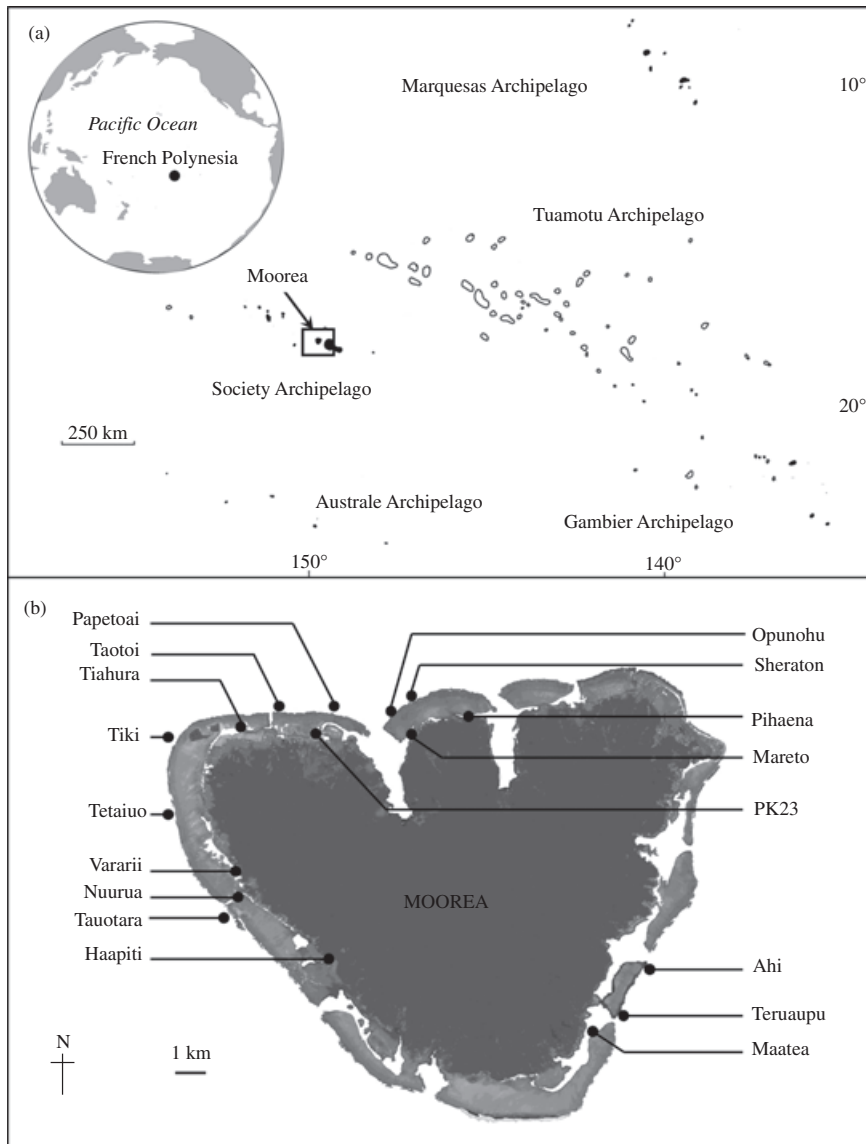 (a)
Marquesas Archipelago
10°
Pacific Ocean
French Polynesia
Tuamotu Archipelago
Moorea
Society Archipelago
20°
250 km
Australe Archipelago
Gambier Archipelago
150°
140°
(b)
Papetoai
Taotoi
Tiahura
Tiki
Tetaiuo
Vararii
Nuurua
Tauotara
Haapiti
MOOREA
Opunohu
Sheraton
Pihaena
Mareto
PK23
Ahi
Teruaupu
Maatea
N
1 km